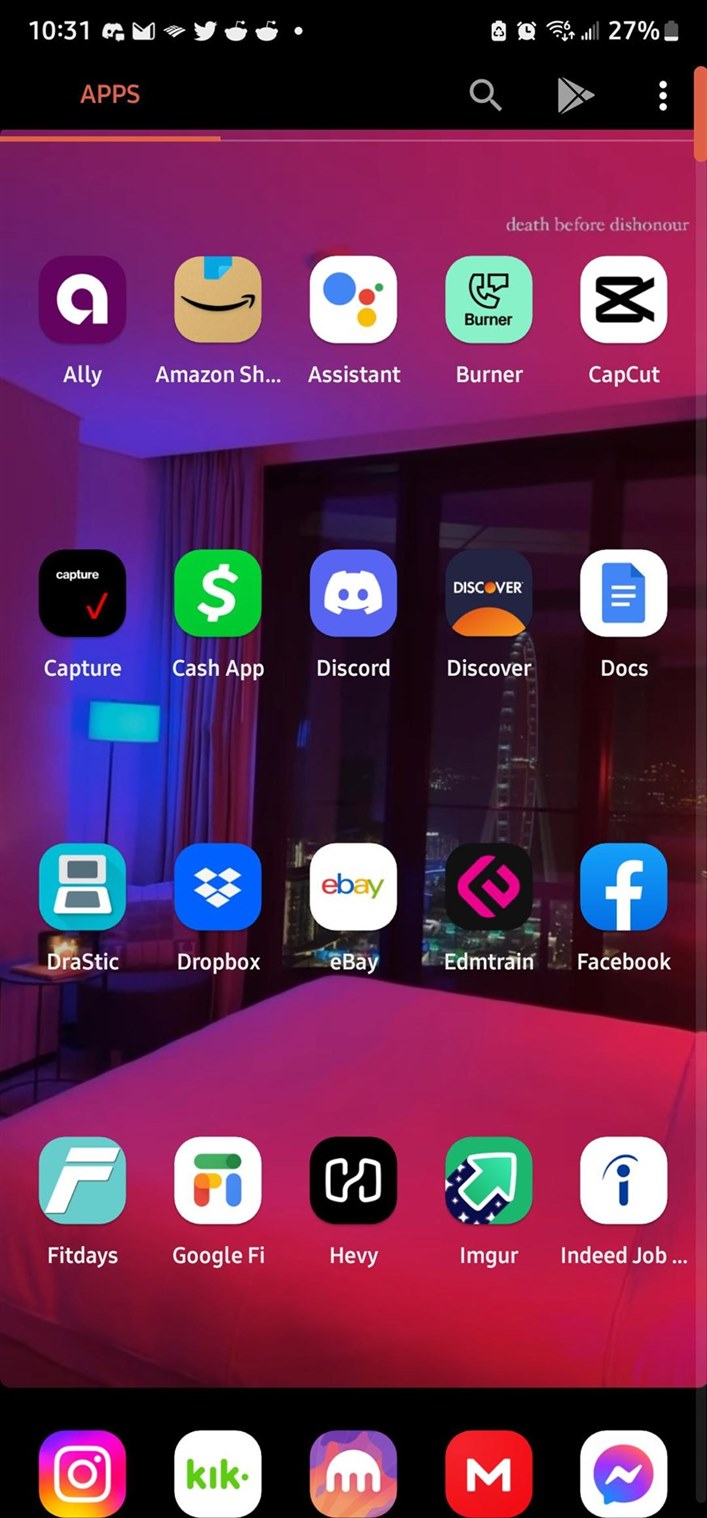 10:31 27%
APPS
death before dishonour
Burner
Ally Amazon Sh... Assistant Burner CapCut
capture DISCOVER
Capture Cash App Discord Discover Docs
ebay
DraStic Dropbox eBay Edmtrain Facebook
Fitdays Google Fi Hevy Imgur Indeed Job ...
kik